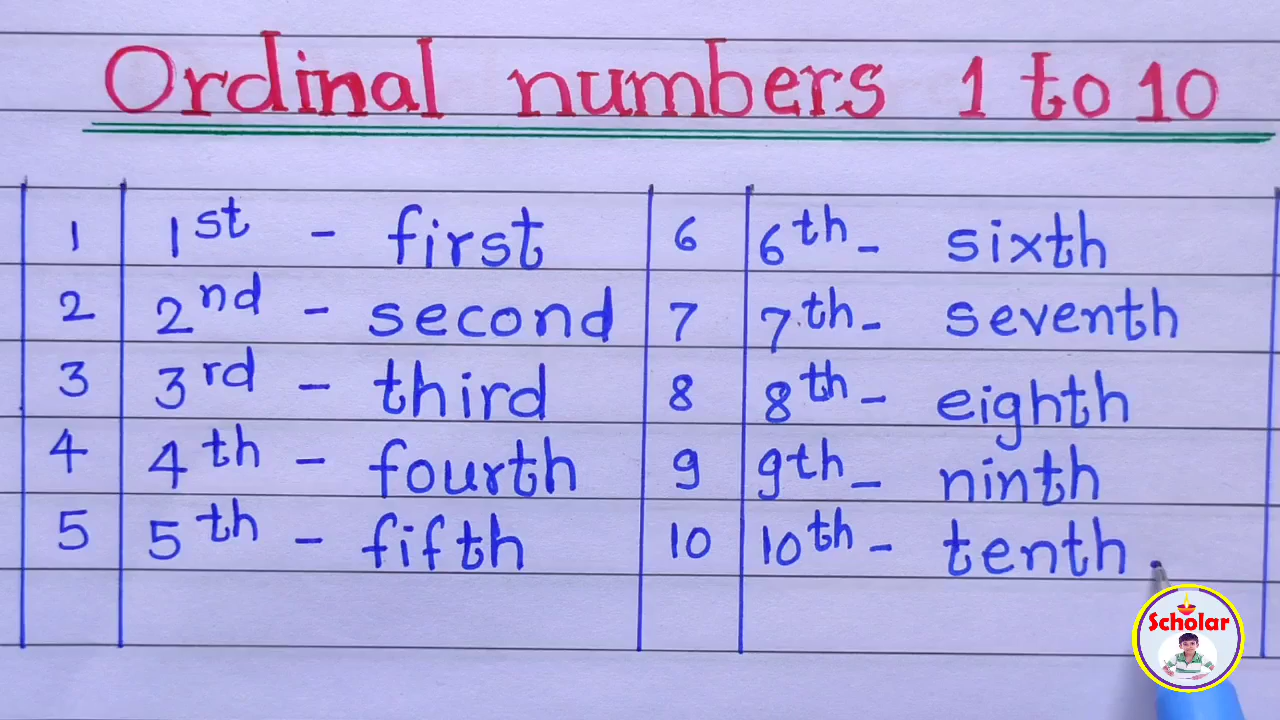 Ordinal numbers 1 to 10
1 1st - first 6 6th - sixth
2 2nd - second 7 7th - seventh
3 3rd - third 8 8th - eighth
4 4th - fourth 9 9th - ninth
5 5th - fifth 10 10th - tenth.
Scholar